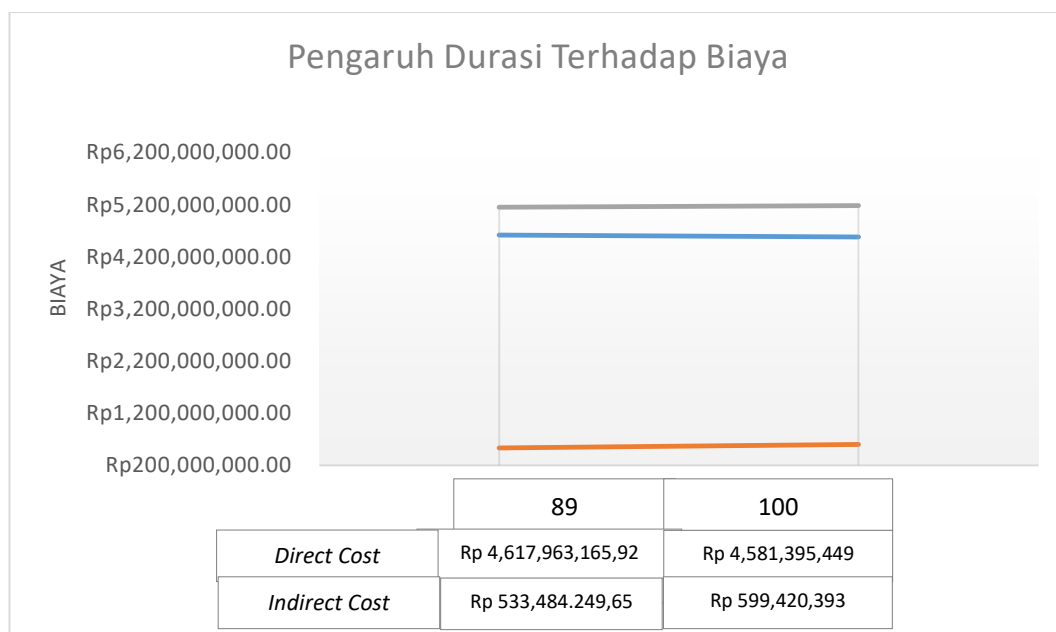 Pengaruh Durasi Terhadap Biaya
Rp6,200,000,000.00
Rp5,200,000,000.00
Rp4,200,000,000.00
Rp3,200,000,000.00
Rp2,200,000,000.00
Rp1,200,000,000.00
Rp200,000,000.00
BIAYA
89 100
Direct Cost Rp 4,617,963,165,92 Rp 4,581,395,449
Indirect Cost Rp 533,484.249,65 Rp 599,420,393